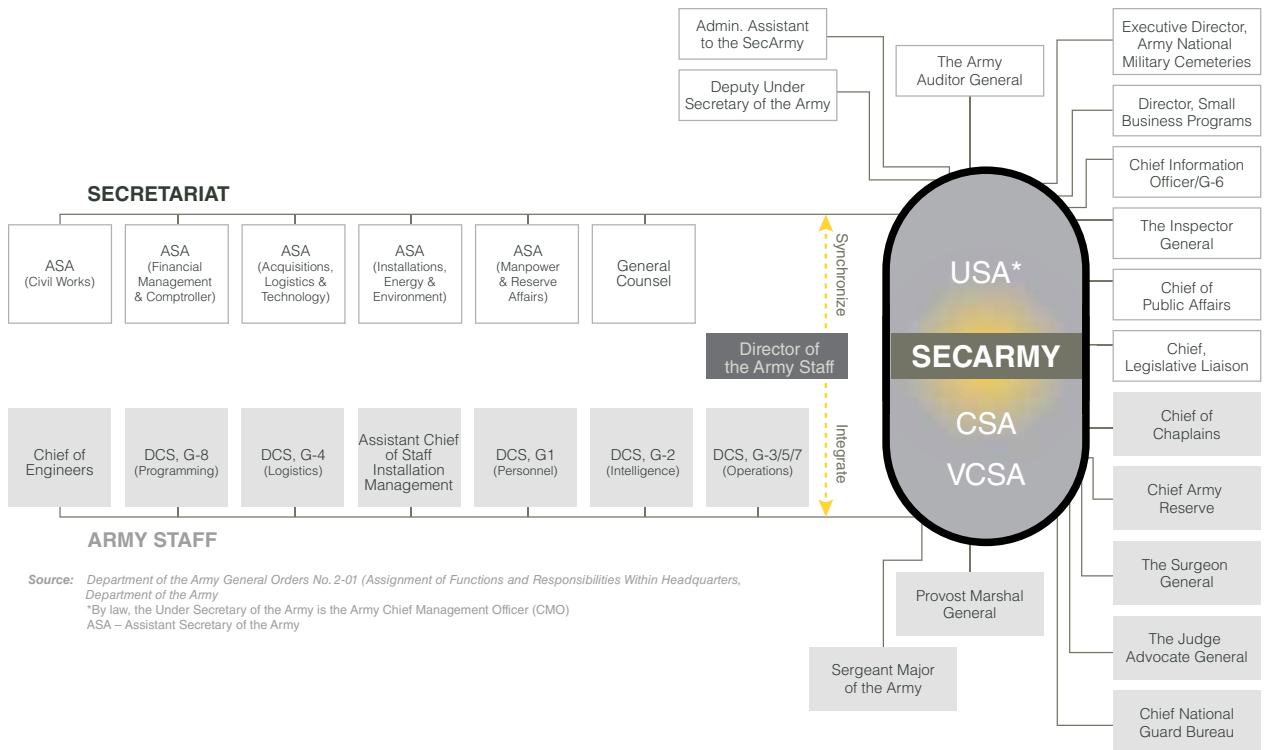 Admin. Assistant
to the SecArmy
Deputy Under
Secretary of the Army
The Army
Auditor General
Executive Director,
Army National
Military Cemeteries
Director, Small
Business Programs
Chief Information
Officer/G-6
The Inspector
General
Chief of
Public Affairs
Chief,
Legislative Liaison
SECRETARIAT
ASA
(Civil Works)
ASA
(Financial
Management
& Comptroller)
ASA
(Acquisitions,
Logistics &
Technology)
ASA
(Installations,
Energy &
Environment)
ASA
(Manpower
& Reserve
Affairs)
General
Counsel
Synchronize
Director of
the Army Staff
Integrate
USA*
SECARMY
CSA
VCSA
Chief of
Engineers
DCS, G-8
(Programming)
DCS, G-4
(Logistics)
Assistant Chief
of Staff
Installation
Management
DCS, G1
(Personnel)
DCS, G-2
(Intelligence)
DCS, G-3/5/7
(Operations)
ARMY STAFF
Chief of
Chaplains
Chief Army
Reserve
The Surgeon
General
The Judge
Advocate General
Chief National
Guard Bureau
Provost Marshal
General
Sergeant Major
of the Army
Source: Department of the Army General Orders No. 2-01 (Assignment of Functions and Responsibilities Within Headquarters,
Department of the Army
*By law, the Under Secretary of the Army is the Army Chief Management Officer (CMO)
ASA – Assistant Secretary of the Army